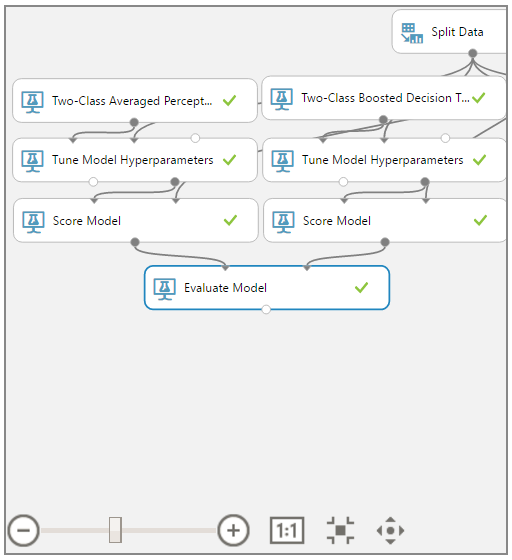 Split Data
Two-Class Averaged Percept...
Two-Class Boosted Decision T...
Tune Model Hyperparameters
Tune Model Hyperparameters
Score Model
Score Model
Evaluate Model
1:1